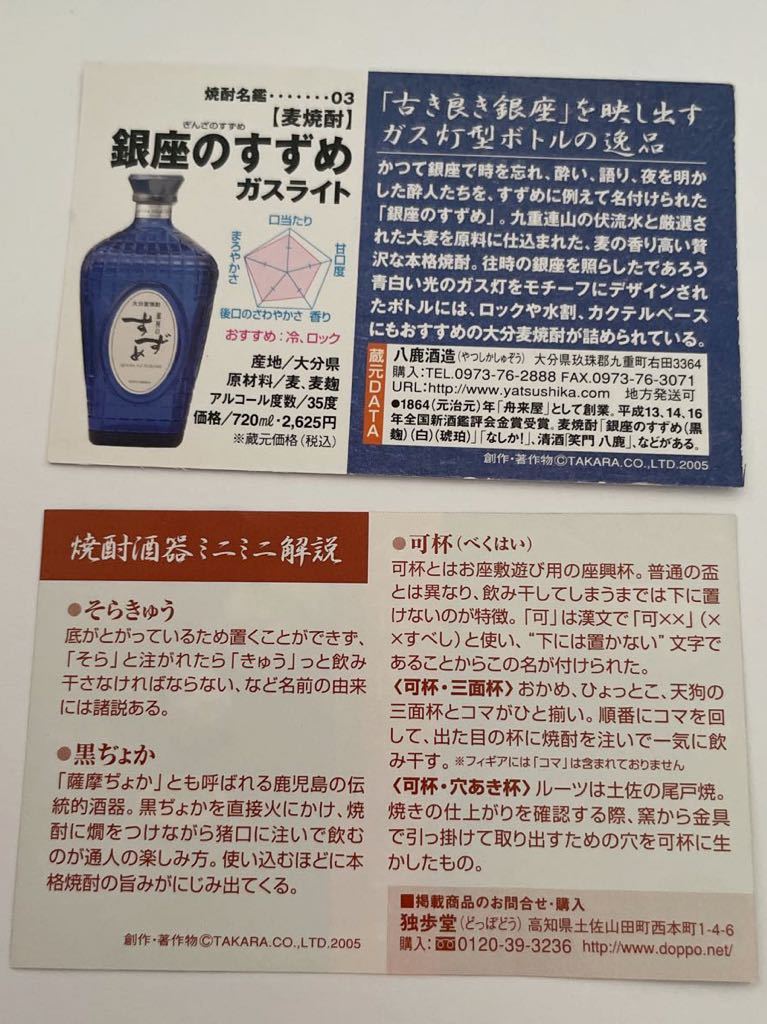 焼酎名鑑・・・・・・・03
【麦焼酎】
ぎんざのすずめ
銀座のすずめ
ガスライト
口当たり
甘口度
香り
後口のさわやかさ
まろやかさ
おすすめ:冷、ロック
大分麦焼酎
銀座の
すずめ
産地/大分県
原材料/麦、麦麹
アルコール度数/35度
価格/720㎖・2,625円
※蔵元価格(税込)
「古き良き銀座」を映し出す
ガス灯型ボトルの逸品
かつて銀座で時を忘れ、酔い、語り、夜を明か
した酔人たちを、すずめに例えて名付けられた
「銀座のすずめ」。九重連山の伏流水と厳選さ
れた大麦を原料に仕込まれた、麦の香り高い贅
沢な本格焼酎。往時の銀座を照らしたであろう
青白い光のガス灯をモチーフにデザインされ
たボトルには、ロックや水割、カクテルベース
にもおすすめの大分麦焼酎が詰められている。
蔵元DATA
八鹿酒造(やつしかしゅぞう) 大分県玖珠郡九重町右田3364
購入:TEL.0973-76-2888 FAX.0973-76-3071
URL:http://www.yatsushika.com 地方発送可
●1864(元治元)年「舟来屋」として創業。平成13、14、16
年全国新酒鑑評会金賞受賞。麦焼酎「銀座のすずめ(黒
麹)(白)(琥珀)」「なしか!」、清酒「笑門 八鹿」、などがある。
創作・著作物©TAKARA.CO.,LTD.2005
焼酎酒器ミニミニ解説
●そらきゅう
底がとがっているため置くことができず、
「そら」と注がれたら「きゅう」っと飲み
干さなければならない、など名前の由来
には諸説ある。
●黒ぢょか
「薩摩ぢょか」とも呼ばれる鹿児島の伝
統的酒器。黒ぢょかを直接火にかけ、焼
酎に燗をつけながら猪口に注いで飲む
のが通人の楽しみ方。使い込むほどに本
格焼酎の旨みがにじみ出てくる。
創作・著作物©TAKARA.CO.,LTD.2005
●可杯(べくはい)
可杯とはお座敷遊び用の座興杯。普通の盃
とは異なり、飲み干してしまうまでは下に置
けないのが特徴。「可」は漢文で「可××」(×
×すべし)と使い、“下には置かない”文字で
であることからこの名が付けられた。
〈可杯・三面杯〉おかめ、ひょっとこ、天狗の
三面杯とコマがひと揃い。順番にコマを回
して、出た目の杯に焼酎を注いで一気に飲
み干す。※フィギアには「コマ」は含まれておりません
〈可杯・穴あき杯〉ルーツは土佐の尾戸焼。
焼きの仕上がりを確認する際、窯から金具
で引っ掛けて取り出すための穴を可杯に生
かしたもの。
■掲載商品のお問合せ・購入
独歩堂(どっぽどう) 高知県土佐山田町西本町1-4-6
購入:0120-39-3236 http://www.doppo.net/